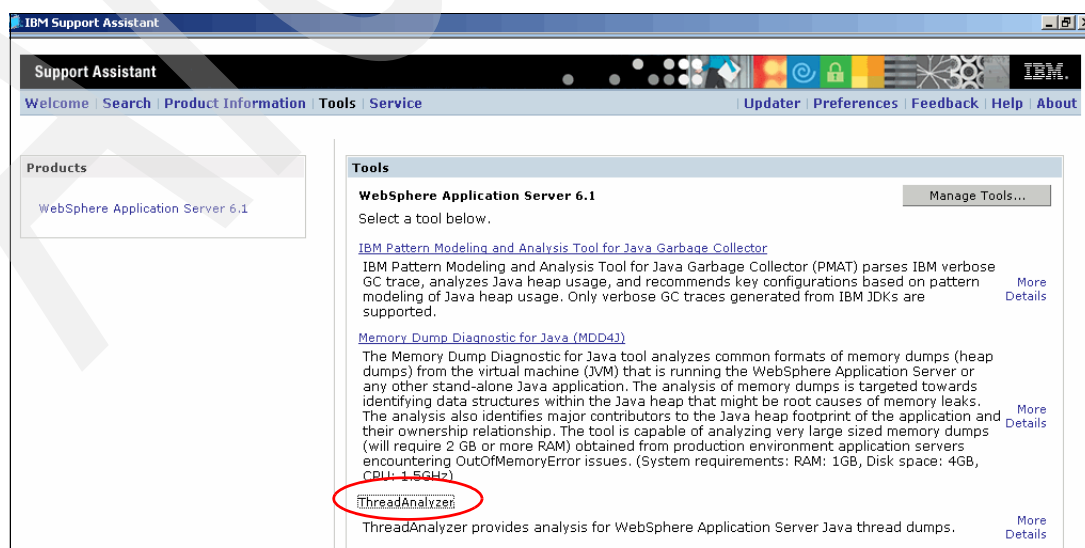 IBM Support Assistant
Support Assistant
IBM.
Welcome | Search | Product Information | Tools | Service
| Updater | Preferences | Feedback | Help | About
Products
WebSphere Application Server 6.1
Tools
WebSphere Application Server 6.1
Manage Tools...
Select a tool below.
IBM Pattern Modeling and Analysis Tool for Java Garbage Collector
IBM Pattern Modeling and Analysis Tool for Java Garbage Collector (PMAT) parses IBM verbose
GC trace, analyzes Java heap usage, and recommends key configurations based on pattern
modeling of Java heap usage. Only verbose GC traces generated from IBM JDKs are
supported.
More
Details
Memory Dump Diagnostic for Java (MDD4J)
The Memory Dump Diagnostic for Java tool analyzes common formats of memory dumps (heap
dumps) from the virtual machine (JVM) that is running the WebSphere Application Server or
any other stand-alone Java application. The analysis of memory dumps is targeted towards
identifying data structures within the Java heap that might be root causes of memory leaks.
The analysis also identifies major contributors to the Java heap footprint of the application and
their ownership relationship. The tool is capable of analyzing very large sized memory dumps
(will require 2 GB or more RAM) obtained from production environment application servers
encountering OutOfMemoryError issues. (System requirements: RAM: 1GB, Disk space: 4GB,
CPU: 1.5GHz)
More
Details
ThreadAnalyzer
ThreadAnalyzer provides analysis for WebSphere Application Server Java thread dumps.
More
Details